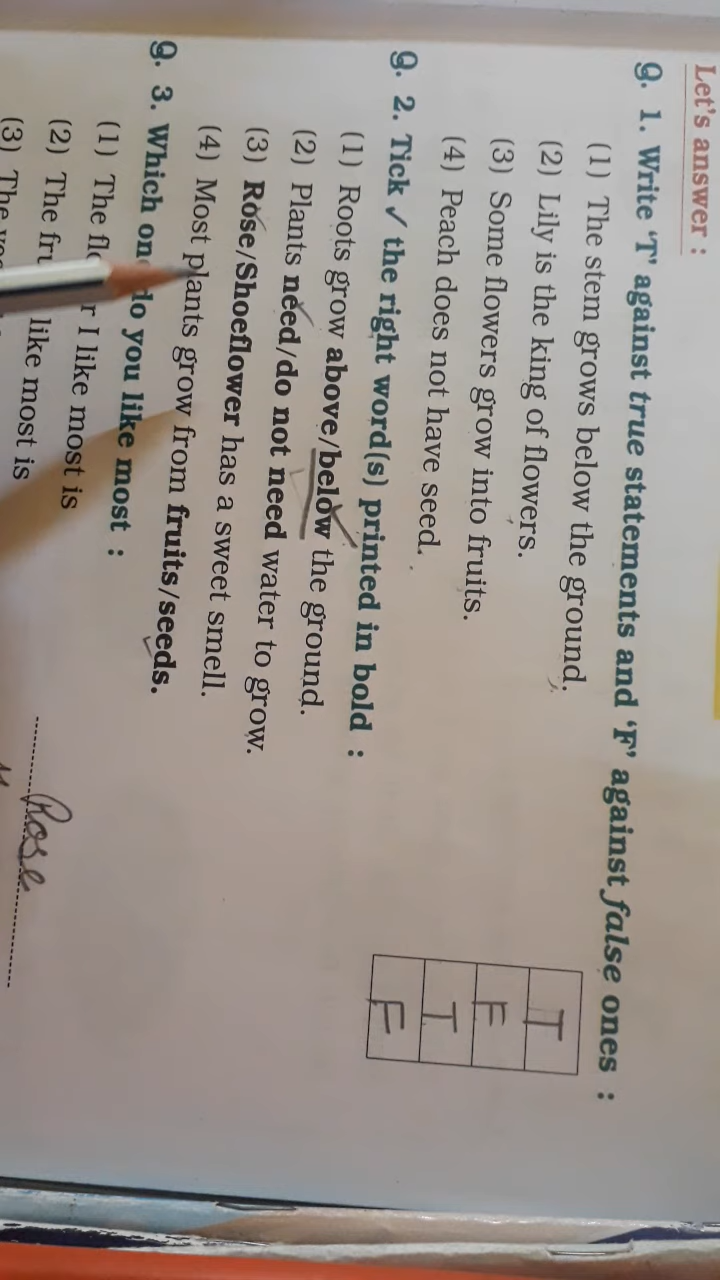 Let's answer :
Q. 1. Write 'T' against true statements and 'F' against false ones :
(1) The stem grows below the ground. T
(2) Lily is the king of flowers. F
(3) Some flowers grow into fruits. T
(4) Peach does not have seed. F
Q. 2. Tick ✓ the right word(s) printed in bold :
(1) Roots grow above/below the ground.
(2) Plants need/do not need water to grow.
(3) Rose/Shoeflower has a sweet smell.
(4) Most plants grow from fruits/seeds.
Q. 3. Which do you like most :
(1) The I like most is Rose
(2) The like most is
(3) The